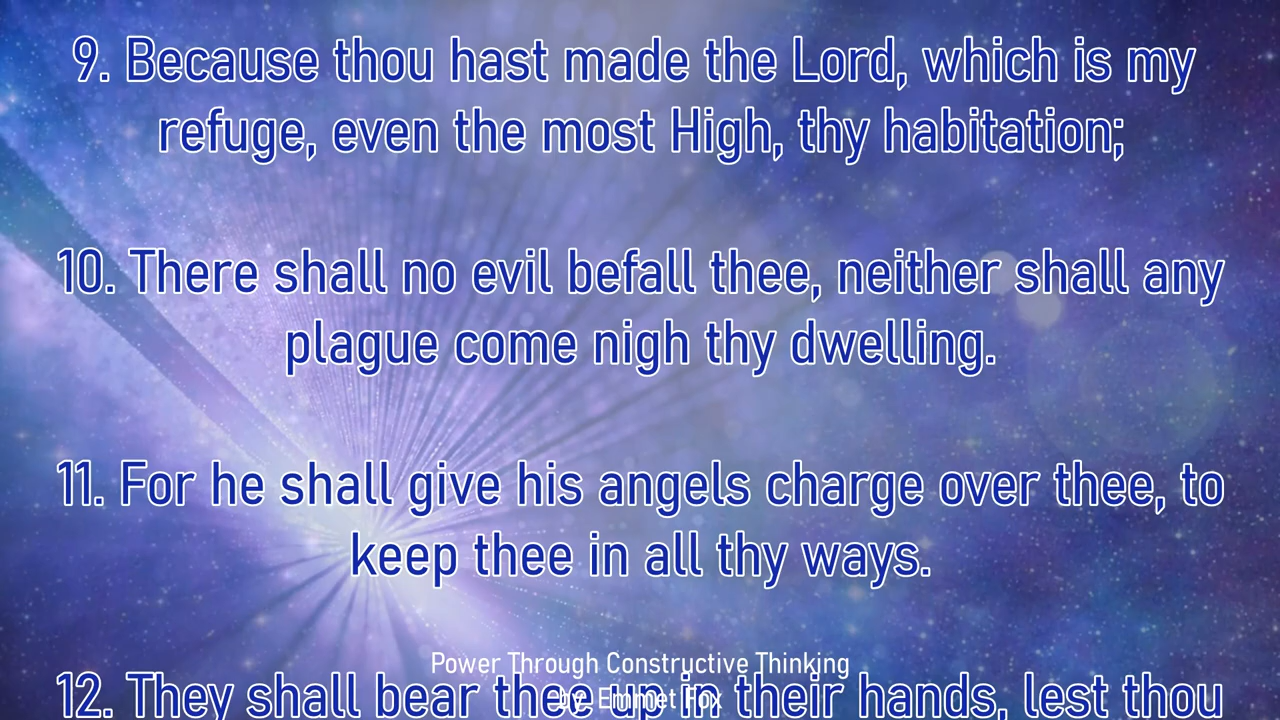 9. Because thou hast made the Lord, which is my
refuge, even the most High, thy habitation;
10. There shall no evil befall thee, neither shall any
plague come nigh thy dwelling.
11. For he shall give his angels charge over thee, to
keep thee in all thy ways.
Power Through Constructive Thinking
12. They shall bear thee up in their hands, lest thou
by Emmet Fox